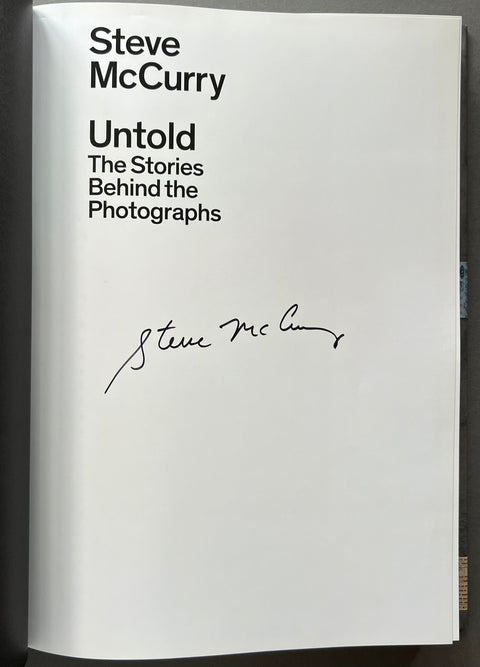 Steve
McCurry
Untold
The Stories
Behind the
Photographs
Steve McCurry